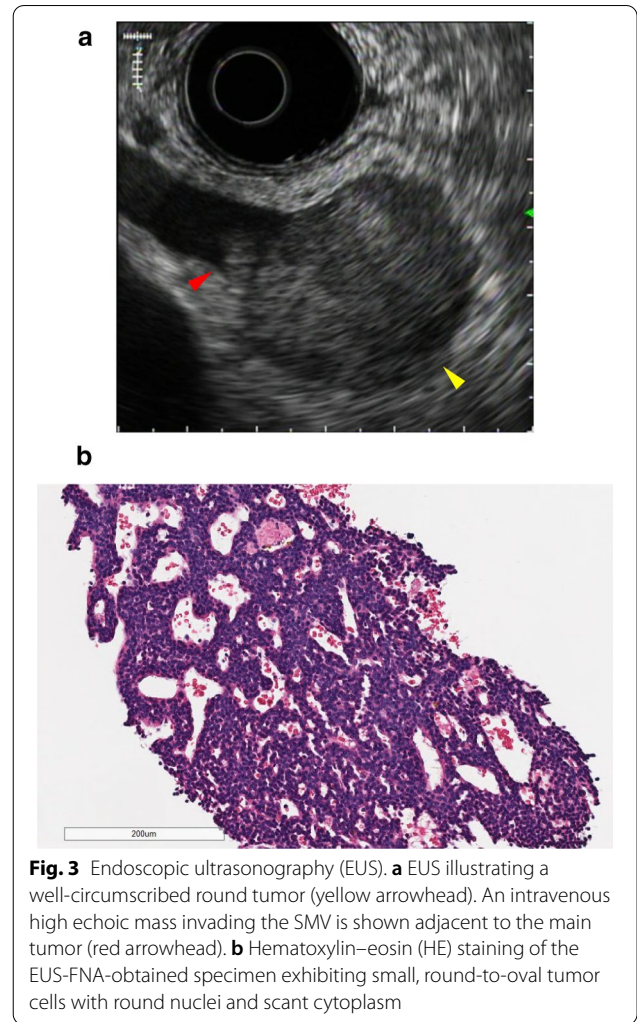 a
b
200um
Fig. 3 Endoscopic ultrasonography (EUS). a EUS illustrating a
well-circumscribed round tumor (yellow arrowhead). An intravenous
high echoic mass invading the SMV is shown adjacent to the main
tumor (red arrowhead). b Hematoxylin–eosin (HE) staining of the
EUS-FNA-obtained specimen exhibiting small, round-to-oval tumor
cells with round nuclei and scant cytoplasm